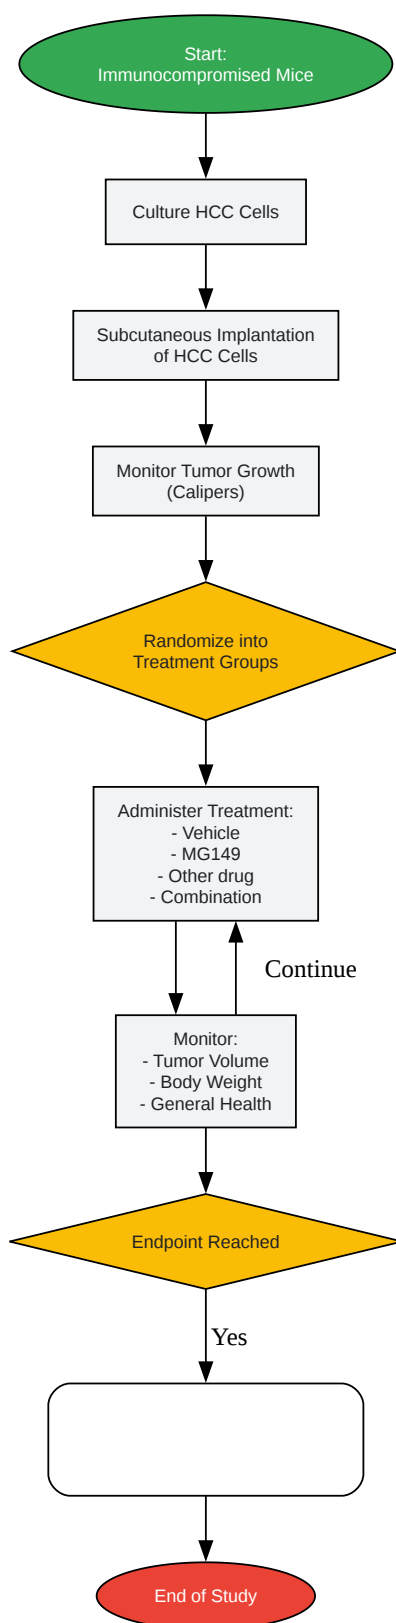 Start:
Immunocompromised Mice
Culture HCC Cells
Subcutaneous Implantation
of HCC Cells
Monitor Tumor Growth
(Calipers)
Randomize into
Treatment Groups
Administer Treatment:
- Vehicle
- MG149
- Other drug
- Combination
Continue
Monitor:
- Tumor Volume
- Body Weight
- General Health
Endpoint Reached
Yes
End of Study